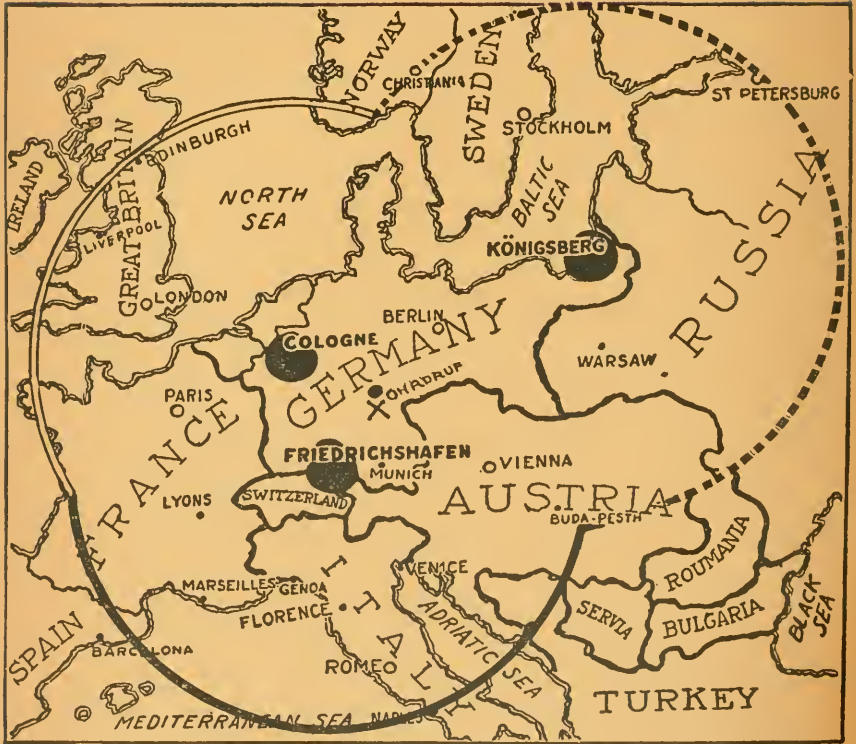 NORWAY
CHRISTIANIA
SWEDEN
ST PETERSBURG
STOCKHOLM
EDINBURGH
IRELAND
GREAT BRITAIN
NORTH SEA
BALTIC SEA
LIVERPOOL
KÖNIGSBERG
RUSSIA
LONDON
BERLIN
COLOGNE
GERMANY
WARSAW
PARIS
OHRDRUF
FRANCE
FRIEDRICHSHAFEN
MUNICH
VIENNA
SWITZERLAND
AUSTRIA
LYONS
BUDA-PESTH
ROUMANIA
VENICE
MARSEILLES
GENOA
ITALY
FLORENCE
ADRIATIC SEA
SERVIA
BULGARIA
BLACK SEA
SPAIN
BARCELONA
ROME
TURKEY
MEDITERRANEAN SEA
NAPLES